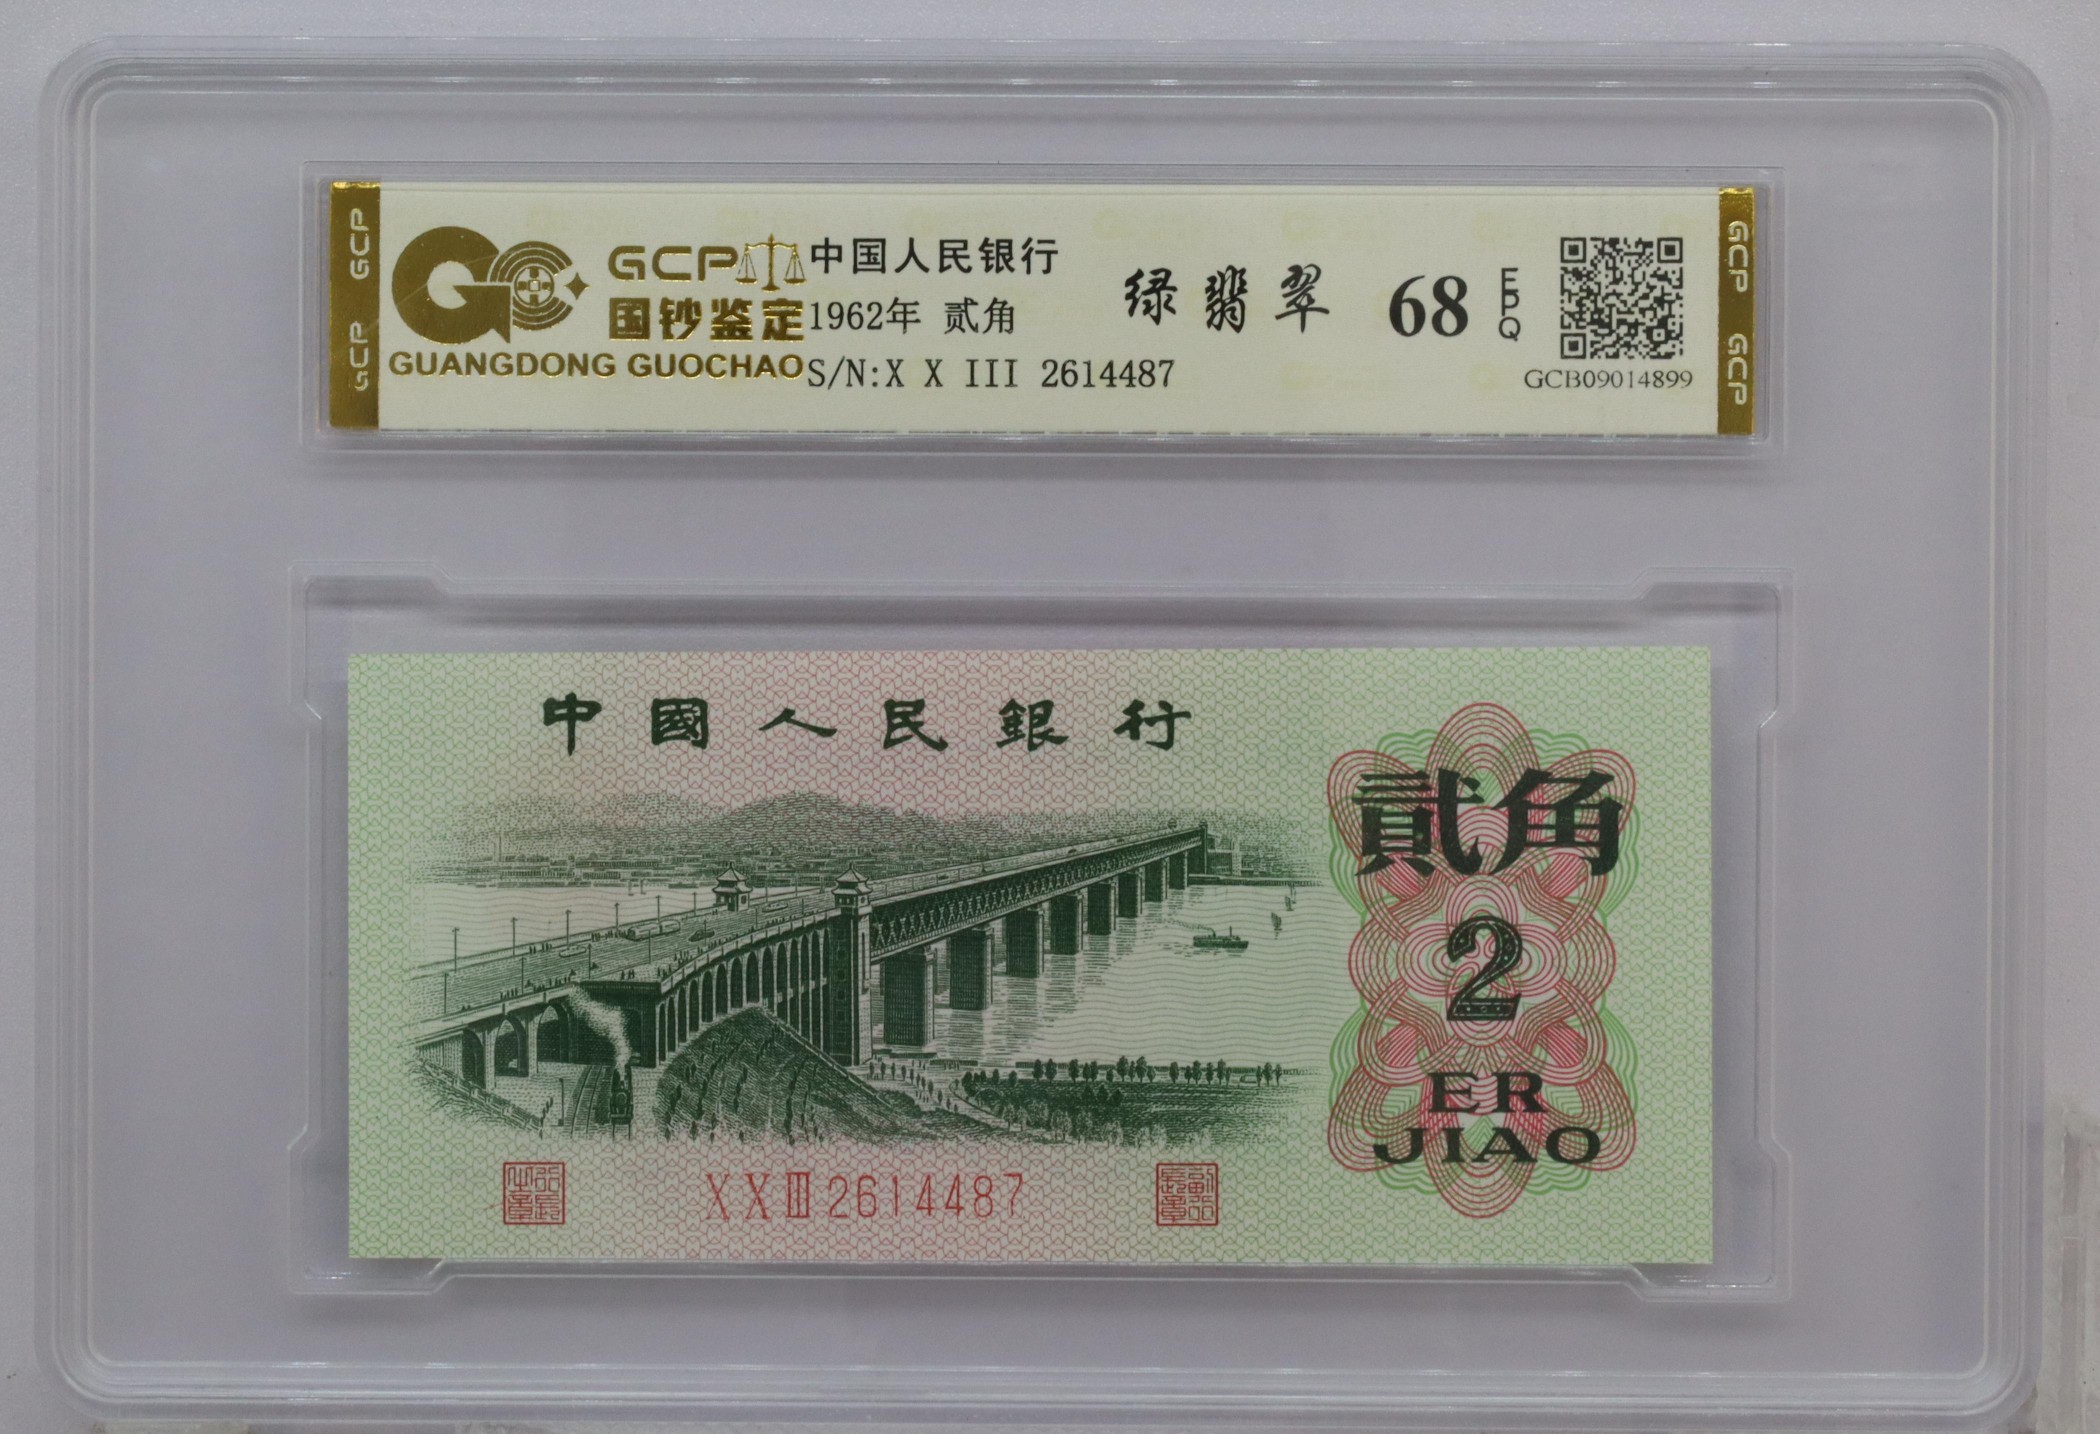 GCP
GCP
GCP
国钞鉴定
GUANGDONG GUOCHAO
中国人民银行
1962年 贰角
S/N:X X III 2614487
绿翡翠
68
EPQ
GCB09014899
GCP
GCP
中國人民銀行
貳角
2
ER
JIAO
XXIII 2614487